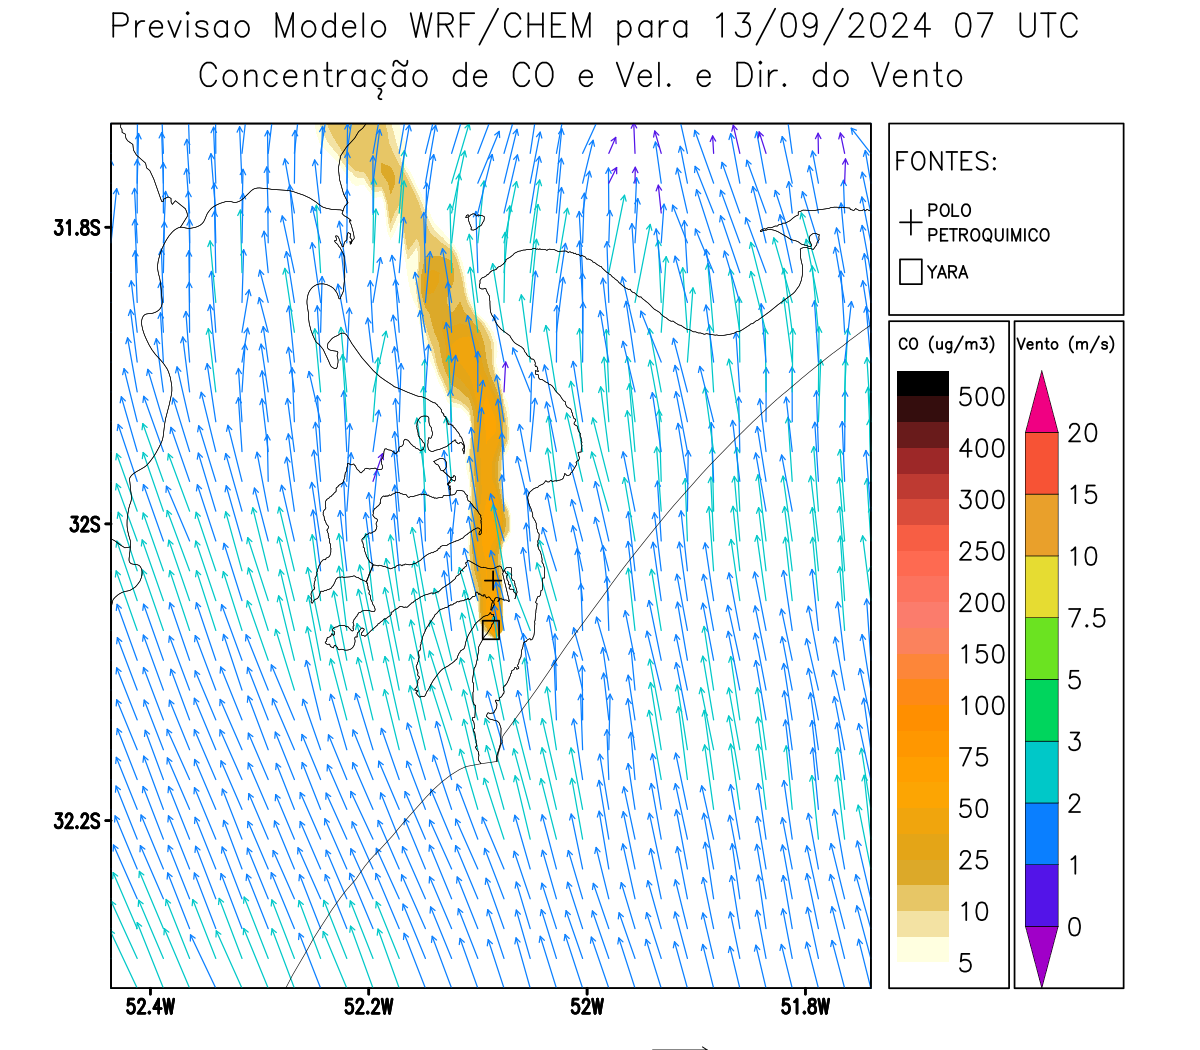 Previsao Modelo WRF/CHEM para 13/09/2024 07 UTC
Concentração de CO e Vel. e Dir. do Vento
FONTES:
POLO
PETROQUIMICO
YARA
CO (ug/m3)
500
400
300
250
200
150
100
75
50
25
10
5
Vento (m/s)
20
15
10
7.5
5
3
2
1
0
31.8S
32S
32.2S
52.4W
52.2W
52W
51.8W